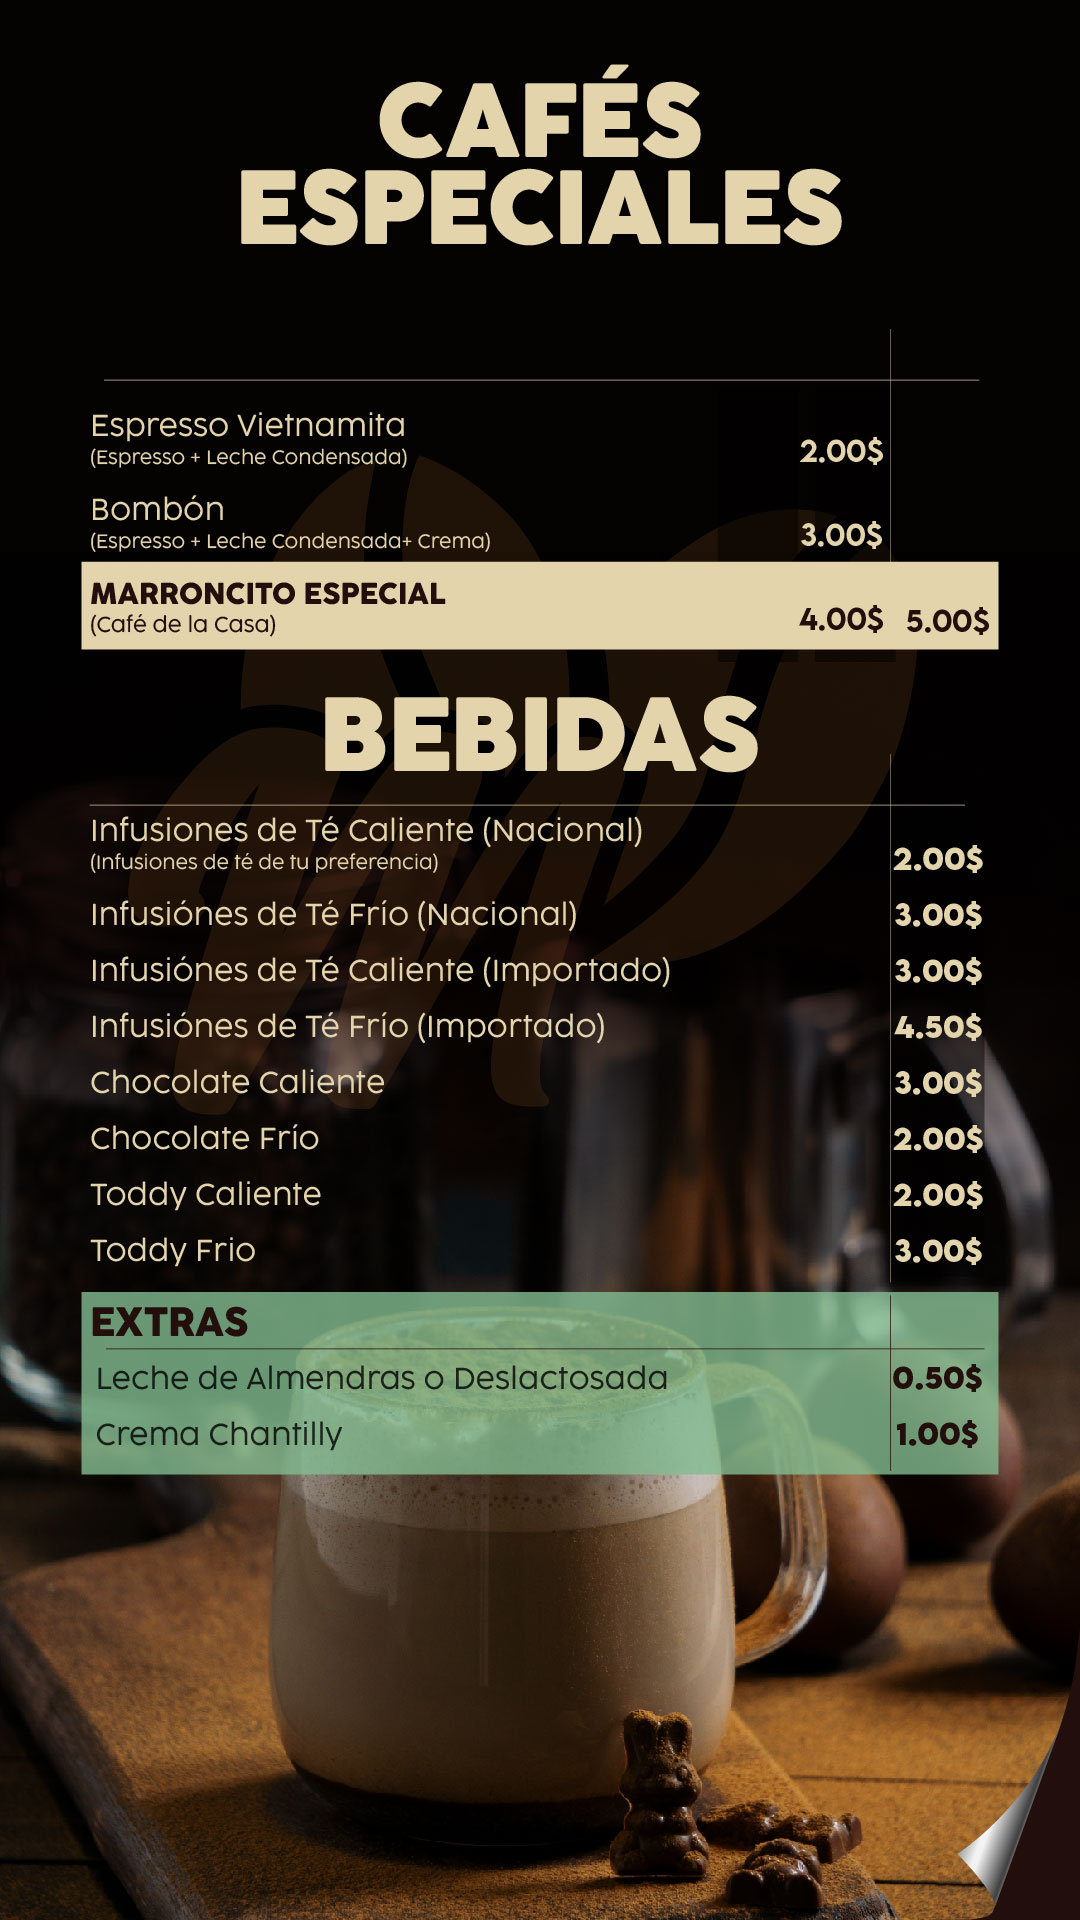 CAFÉS
ESPECIALES
Espresso Vietnamita
(Espresso + Leche Condensada)
2.00$
Bombón
(Espresso + Leche Condensada+ Crema)
3.00$
MARRONCITO ESPECIAL
(Café de la Casa)
4.00$ 5.00$
BEBIDAS
Infusiones de Té Caliente (Nacional)
(Infusiones de té de tu preferencia)
2.00$
Infusiónes de Té Frío (Nacional) 3.00$
Infusiónes de Té Caliente (Importado) 3.00$
Infusiónes de Té Frío (Importado) 4.50$
Chocolate Caliente 3.00$
Chocolate Frío 2.00$
Toddy Caliente 2.00$
Toddy Frio 3.00$
EXTRAS
Leche de Almendras o Deslactosada 0.50$
Crema Chantilly 1.00$